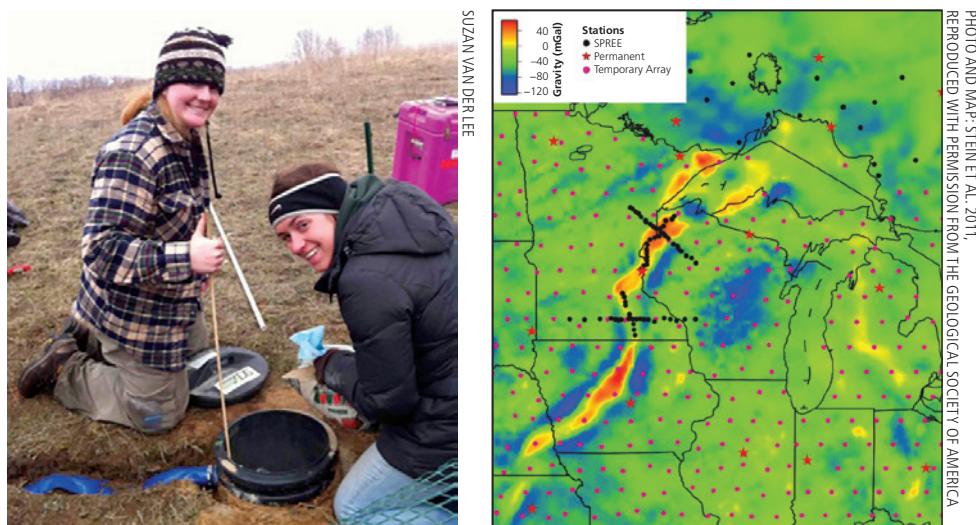 SUZAN VAN DER LEE
40
0
−40
−80
−120
Gravity (mGal)
Stations
SPREE
Permanent
Temporary Array
PHOTO AND MAP: STEIN ET AL. 2011,
REPRODUCED WITH PERMISSION FROM THE GEOLOGICAL SOCIETY OF AMERICA